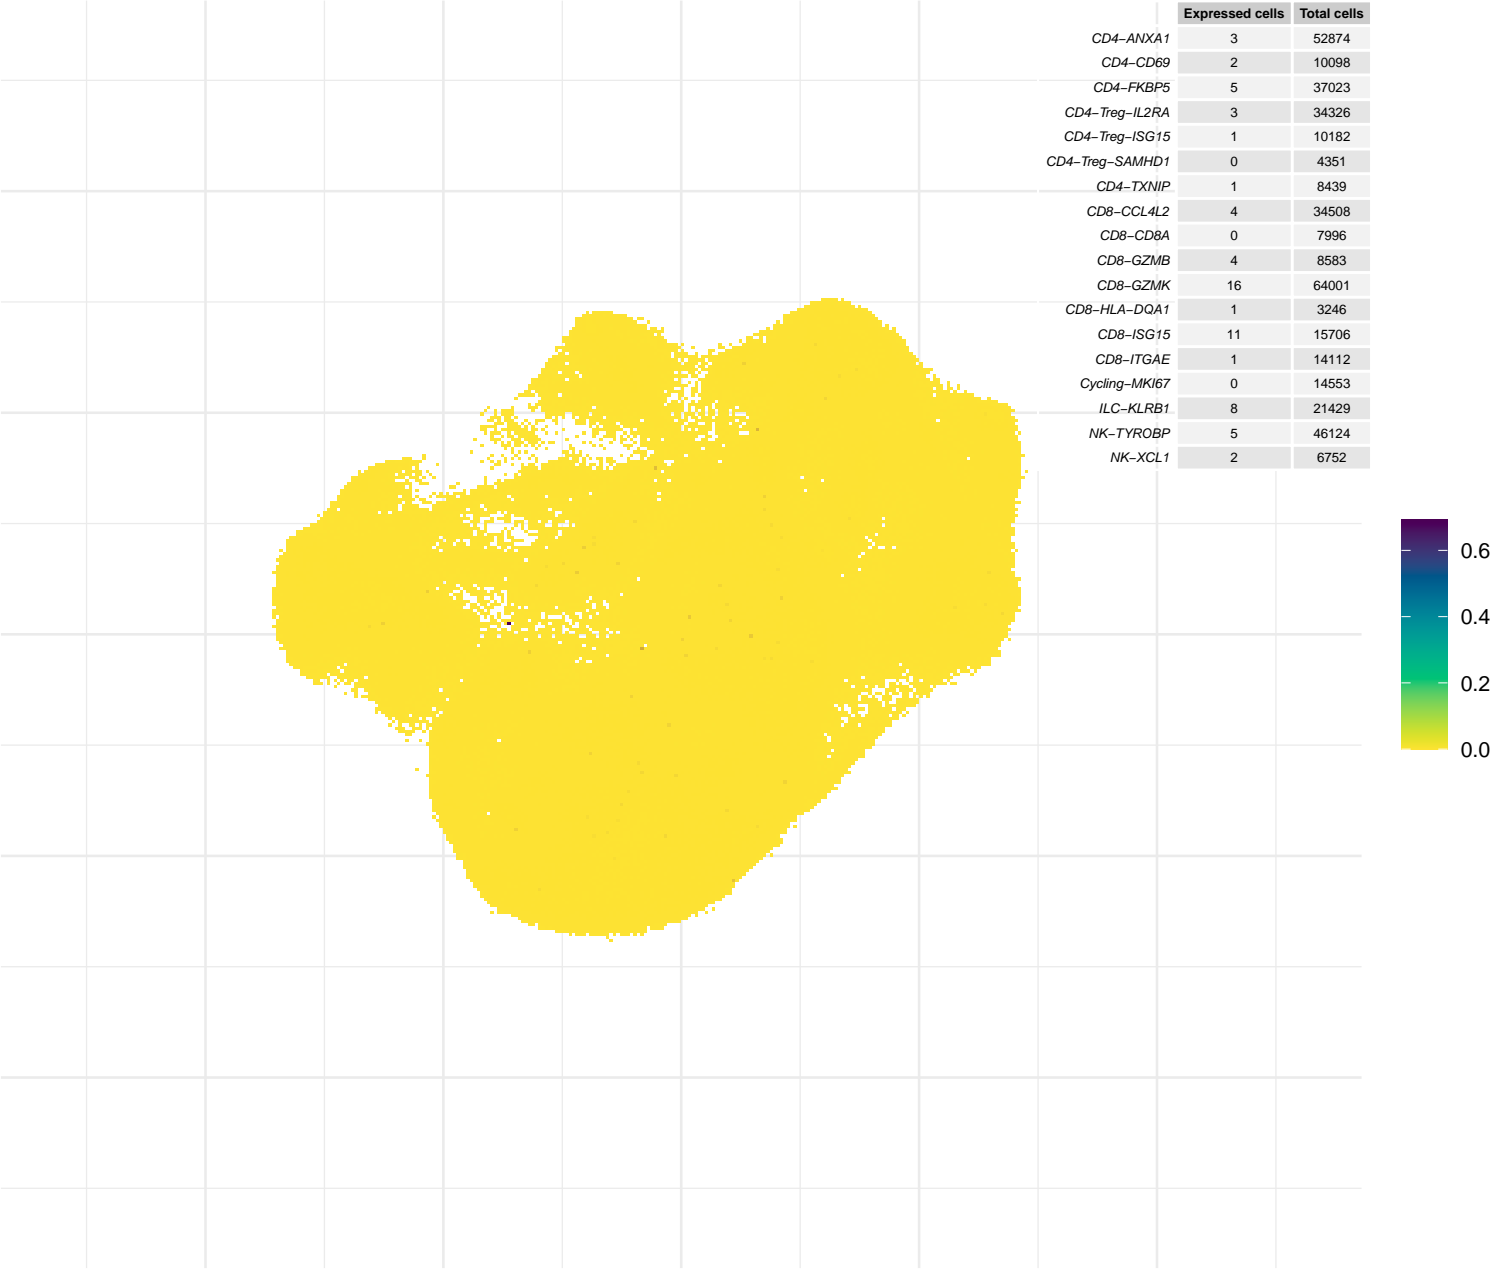 Expressed cells Total cells
CD4−ANXA1 3 52874
CD4−CD69 2 10098
CD4−FKBP5 5 37023
CD4−Treg−IL2RA 3 34326
CD4−Treg−ISG15 1 10182
CD4−Treg−SAMHD1 0 4351
CD4−TXNIP 1 8439
CD8−CCL4L2 4 34508
CD8−CD8A 0 7996
CD8−GZMB 4 8583
CD8−GZMK 16 64001
CD8−HLA−DQA1 1 3246
CD8−ISG15 11 15706
CD8−ITGAE 1 14112
Cycling−MKI67 0 14553
ILC−KLRB1 8 21429
NK−TYROBP 5 46124
NK−XCL1 2 6752
0.6
0.4
0.2
0.0